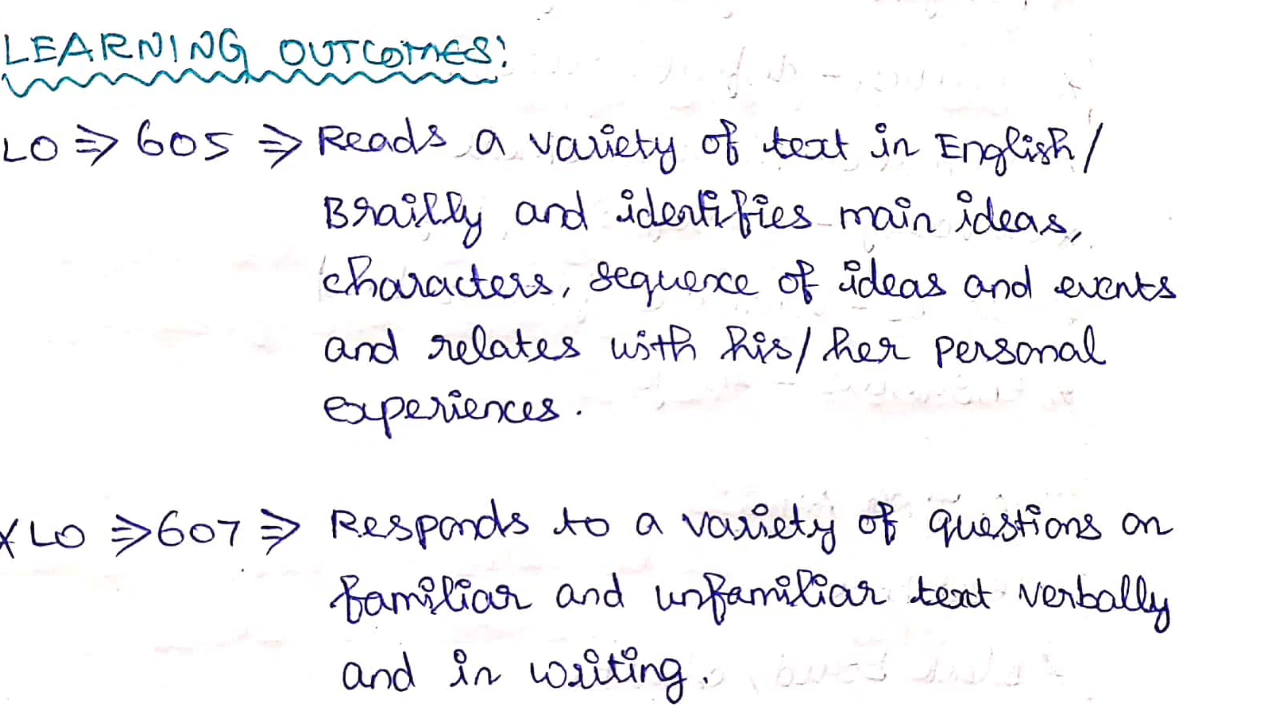 LEARNING OUTCOMES:
LO ⇒ 605 ⇒ Reads a variety of text in English/
Brailly and identifies main ideas,
characters, sequence of ideas and events
and relates with his/her personal
experiences.
* LO ⇒ 607 ⇒ Responds to a variety of questions on
familiar and unfamiliar text verbally
and in writing.